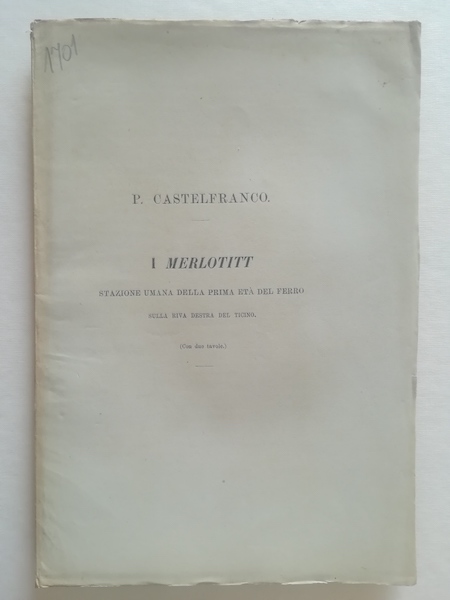 1701
P. CASTELFRANCO.
I MERLOTITT
STAZIONE UMANA DELLA PRIMA ETÀ DEL FERRO
SULLA RIVA DESTRA DEL TICINO.
(Con due tavole.)